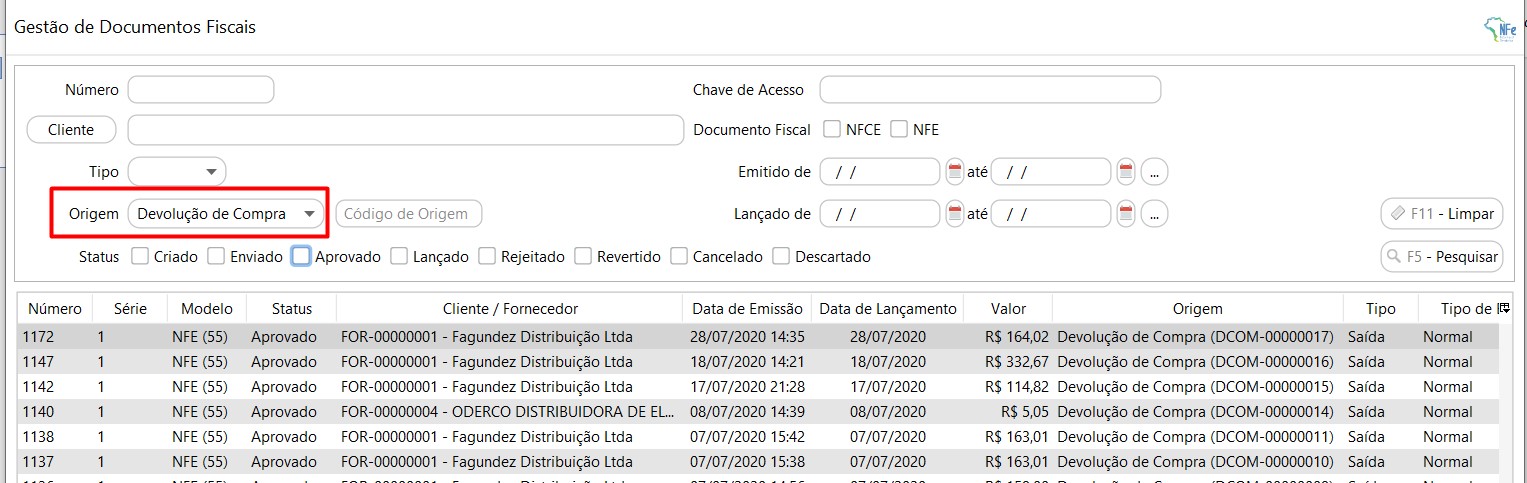 Gestão de Documentos Fiscais
NFe
Número Chave de Acesso
Cliente Documento Fiscal NFCE NFE
Tipo Emitido de / / até / / ...
Origem Devolução de Compra Código de Origem Lançado de / / até / / ... F11 - Limpar
Status Criado Enviado Aprovado Lançado Rejeitado Revertido Cancelado Descartado F5 - Pesquisar
Número Série Modelo Status Cliente / Fornecedor Data de Emissão Data de Lançamento Valor Origem Tipo Tipo de
1172 1 NFE (55) Aprovado FOR-00000001 - Fagundez Distribuição Ltda 28/07/2020 14:35 28/07/2020 R$ 164,02 Devolução de Compra (DCOM-00000017) Saída Normal
1147 1 NFE (55) Aprovado FOR-00000001 - Fagundez Distribuição Ltda 18/07/2020 14:21 18/07/2020 R$ 332,67 Devolução de Compra (DCOM-00000016) Saída Normal
1142 1 NFE (55) Aprovado FOR-00000001 - Fagundez Distribuição Ltda 17/07/2020 21:28 17/07/2020 R$ 114,82 Devolução de Compra (DCOM-00000015) Saída Normal
1140 1 NFE (55) Aprovado FOR-00000004 - ODERCO DISTRIBUIDORA DE EL... 08/07/2020 14:39 08/07/2020 R$ 5,05 Devolução de Compra (DCOM-00000014) Saída Normal
1138 1 NFE (55) Aprovado FOR-00000001 - Fagundez Distribuição Ltda 07/07/2020 15:42 07/07/2020 R$ 163,01 Devolução de Compra (DCOM-00000011) Saída Normal
1137 1 NFE (55) Aprovado FOR-00000001 - Fagundez Distribuição Ltda 07/07/2020 15:38 07/07/2020 R$ 163,01 Devolução de Compra (DCOM-00000010) Saída Normal